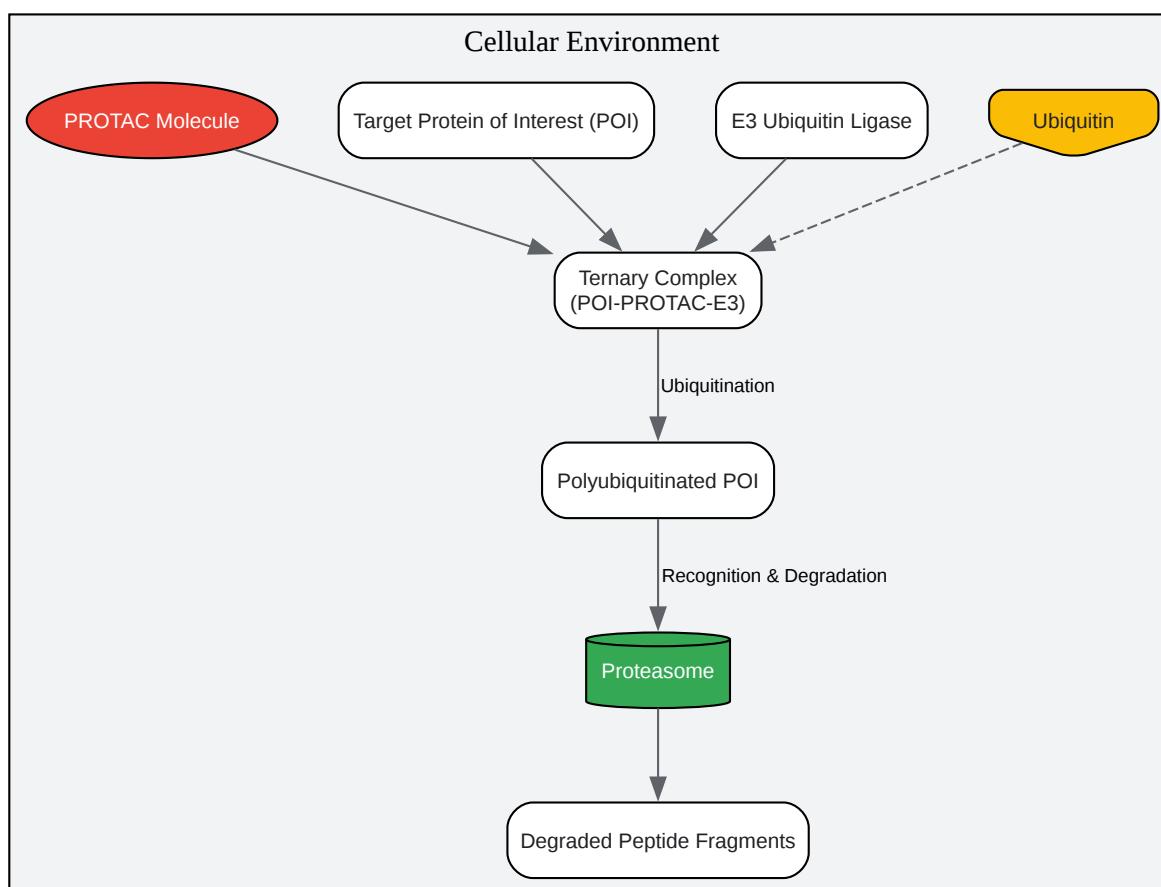 Cellular Environment
PROTAC Molecule
Target Protein of Interest (POI)
E3 Ubiquitin Ligase
Ubiquitin
Ternary Complex
(POI-PROTAC-E3)
Ubiquitination
Polyubiquitinated POI
Recognition & Degradation
Proteasome
Degraded Peptide Fragments